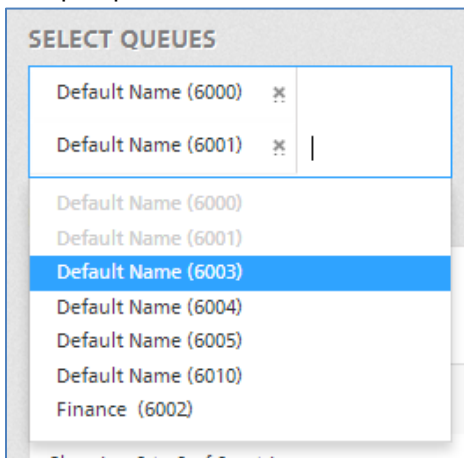 SELECT QUEUES
Default Name (6000) ×
Default Name (6001) ×
Default Name (6000)
Default Name (6001)
Default Name (6003)
Default Name (6004)
Default Name (6005)
Default Name (6010)
Finance (6002)